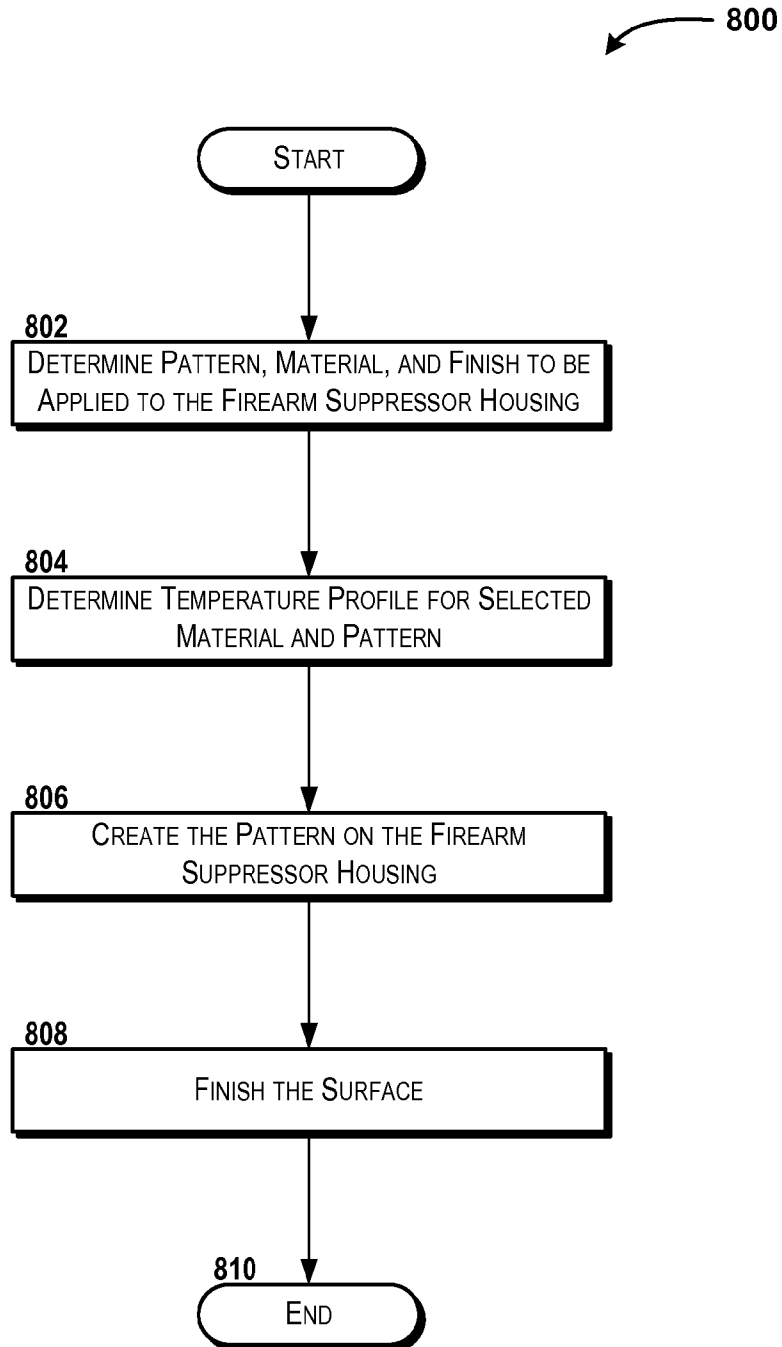 800
START
802
DETERMINE PATTERN, MATERIAL, AND FINISH TO BE
APPLIED TO THE FIREARM SUPPRESSOR HOUSING
804
DETERMINE TEMPERATURE PROFILE FOR SELECTED
MATERIAL AND PATTERN
806
CREATE THE PATTERN ON THE FIREARM
SUPPRESSOR HOUSING
808
FINISH THE SURFACE
810
END